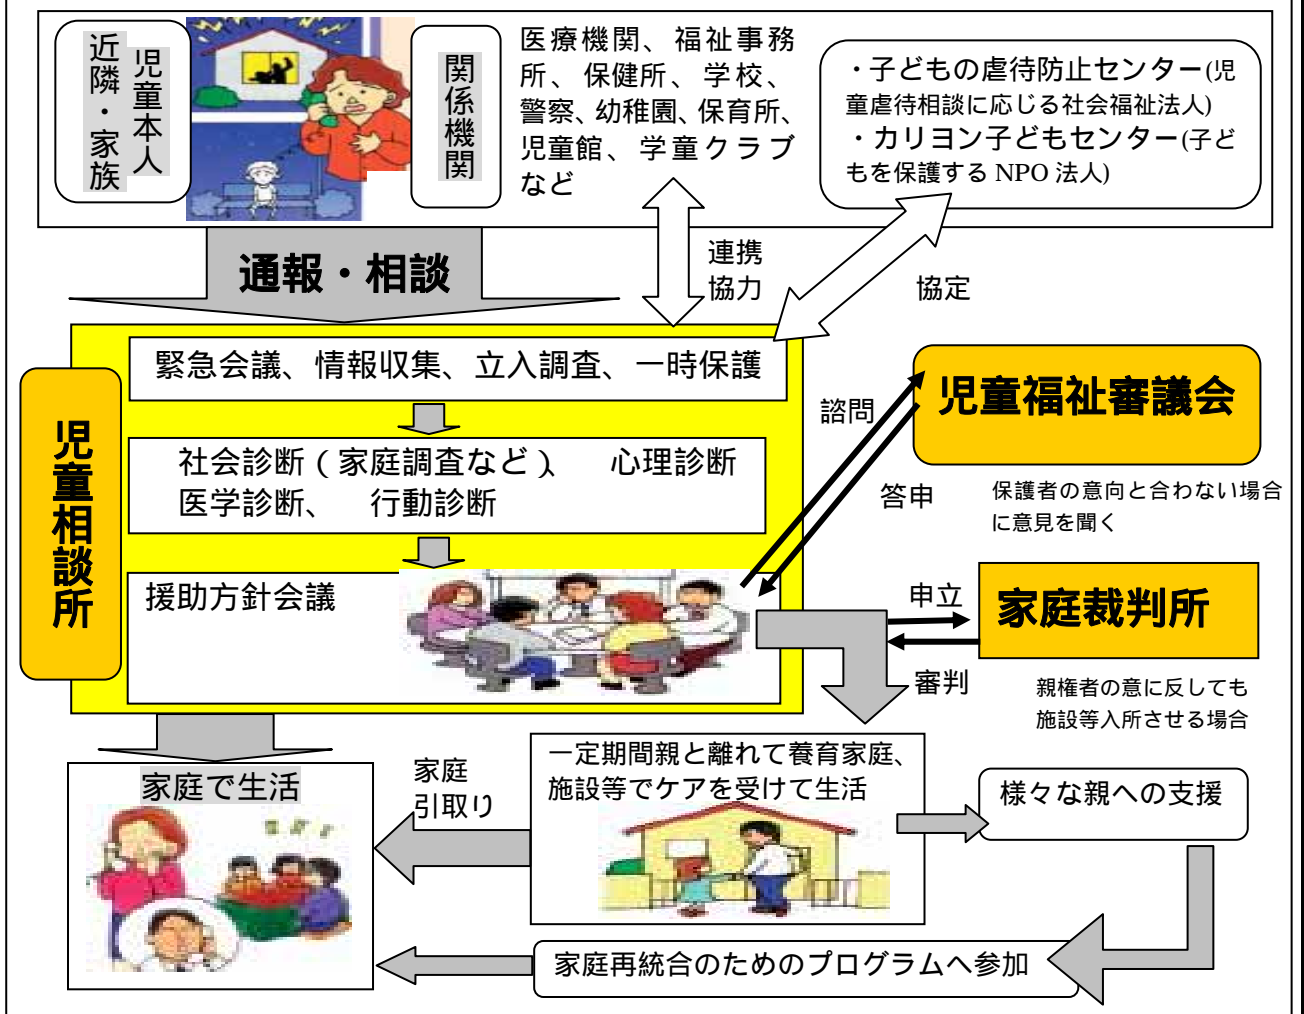 児童本人
近隣・家族
関係機関
医療機関、福祉事務
所、保健所、学校、
警察、幼稚園、保育所、
児童館、学童クラブ
など
・子どもの虐待防止センター(児
童虐待相談に応じる社会福祉法人)
・カリヨン子どもセンター(子ど
もを保護する NPO 法人)
通報・相談
連携
協力
協定
緊急会議、情報収集、立入調査、一時保護
児童相談所
社会診断(家庭調査など)、 心理診断
医学診断、 行動診断
援助方針会議
諮問
答申
児童福祉審議会
保護者の意向と合わない場合
に意見を聞く
申立
家庭裁判所
審判
親権者の意に反しても
施設等入所させる場合
家庭で生活
家庭
引取り
一定期間親と離れて養育家庭、
施設等でケアを受けて生活
様々な親への支援
家庭再統合のためのプログラムへ参加